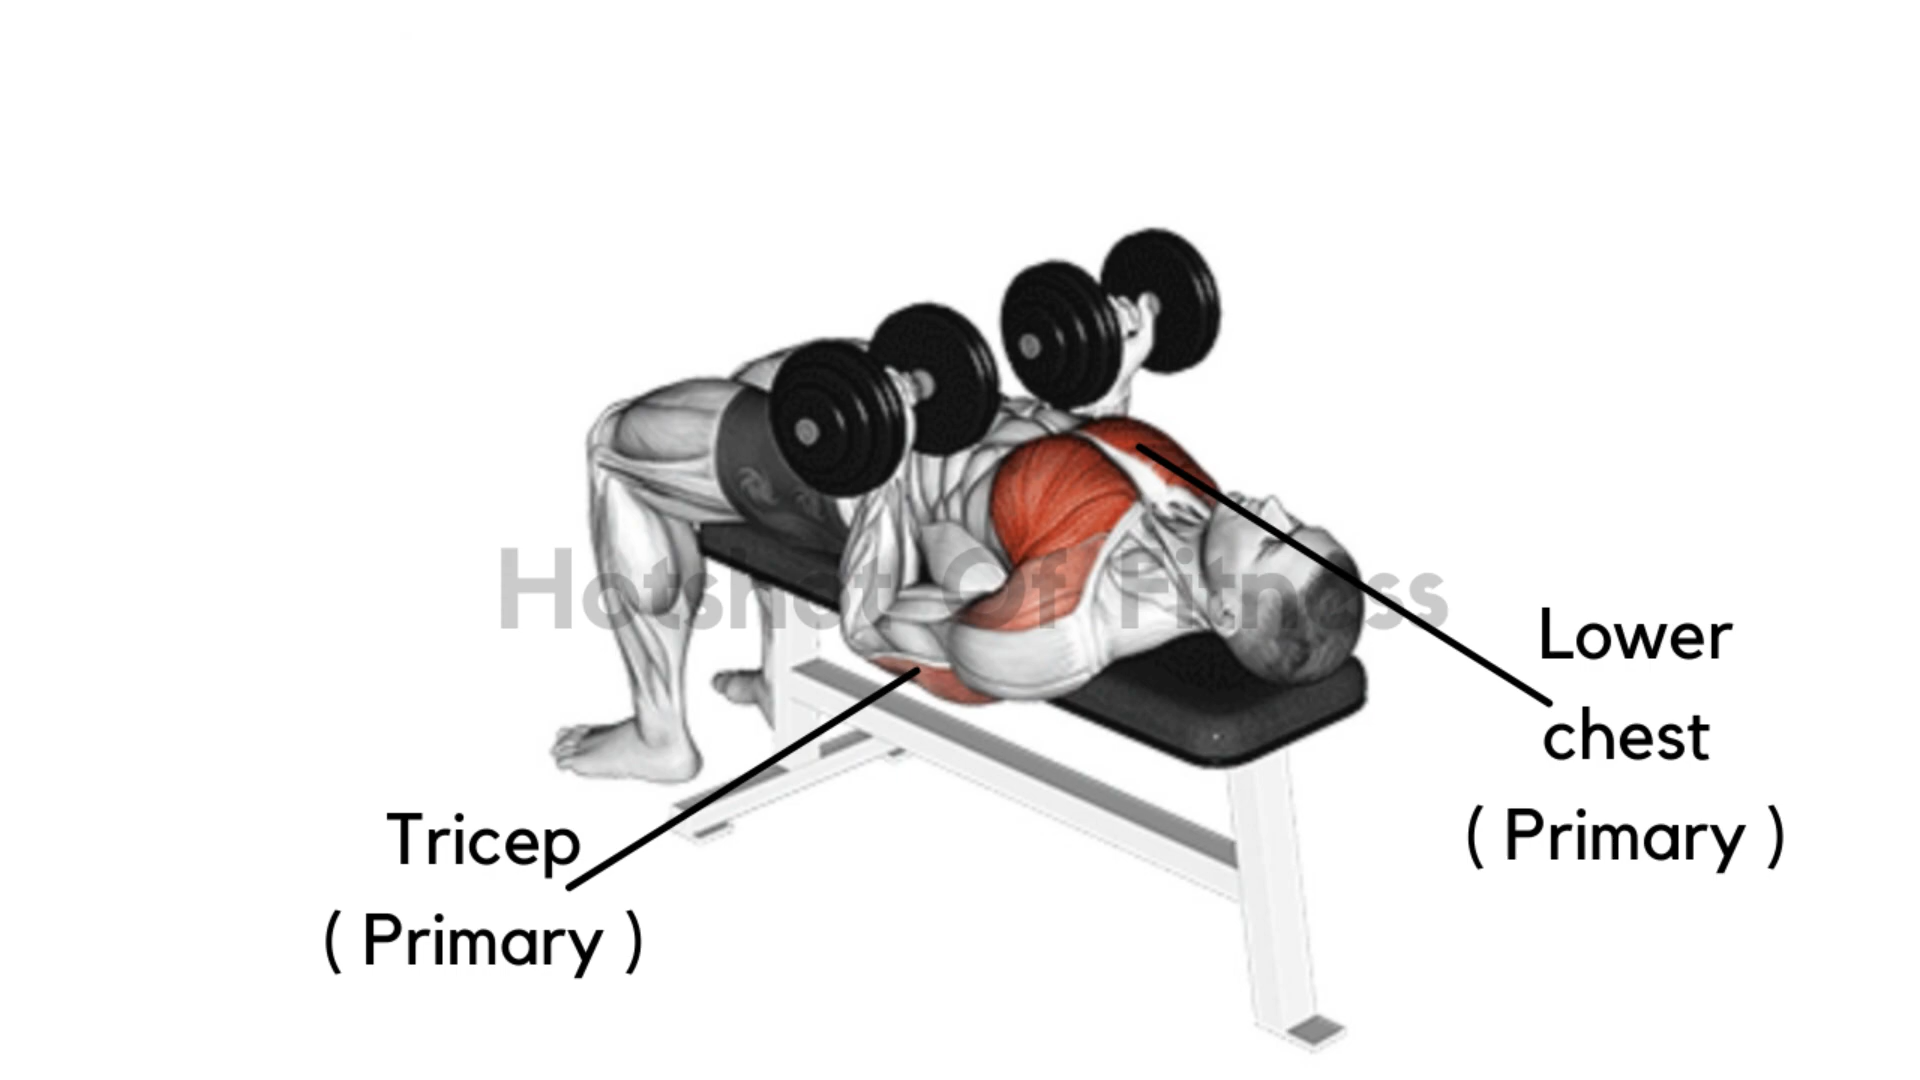 Hotshot Of Fitness
Lower
chest
( Primary )
Tricep
( Primary )